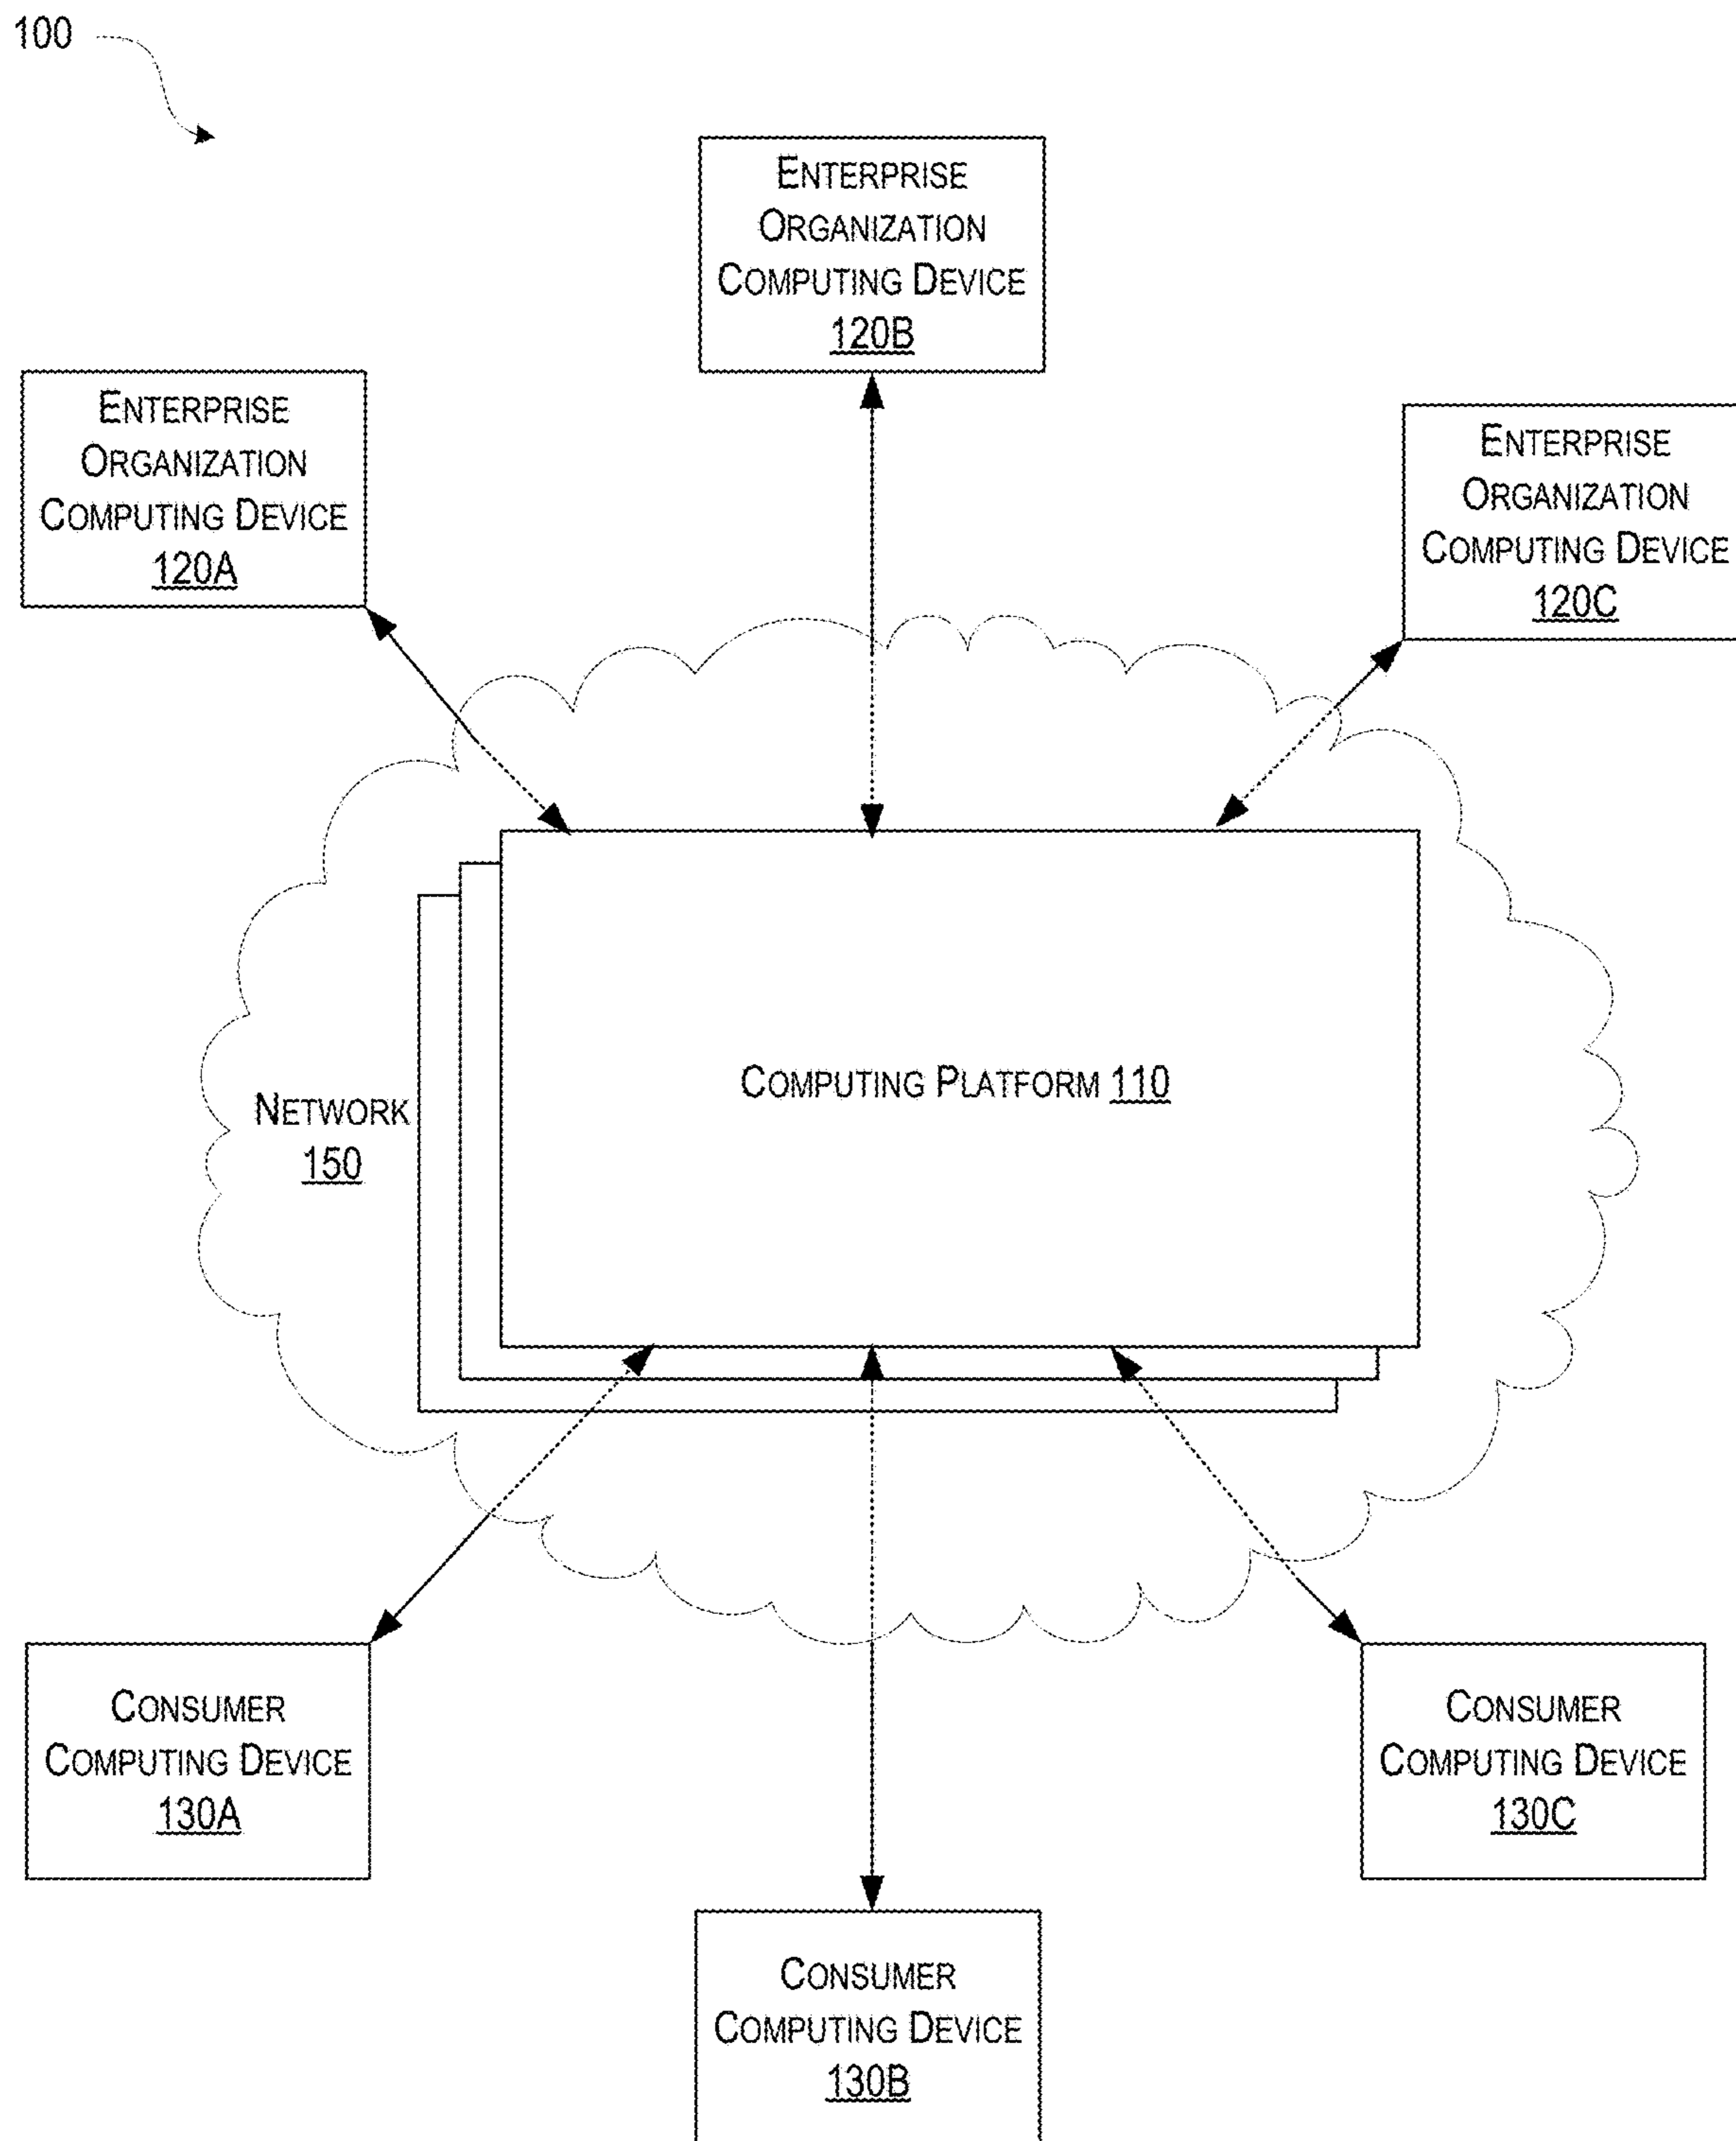 100
ENTERPRISE
ORGANIZATION
COMPUTING DEVICE
120B
ENTERPRISE
ORGANIZATION
COMPUTING DEVICE
120A
ENTERPRISE
ORGANIZATION
COMPUTING DEVICE
120C
COMPUTING PLATFORM 110
NETWORK
150
CONSUMER
COMPUTING DEVICE
130A
CONSUMER
COMPUTING DEVICE
130C
CONSUMER
COMPUTING DEVICE
130B